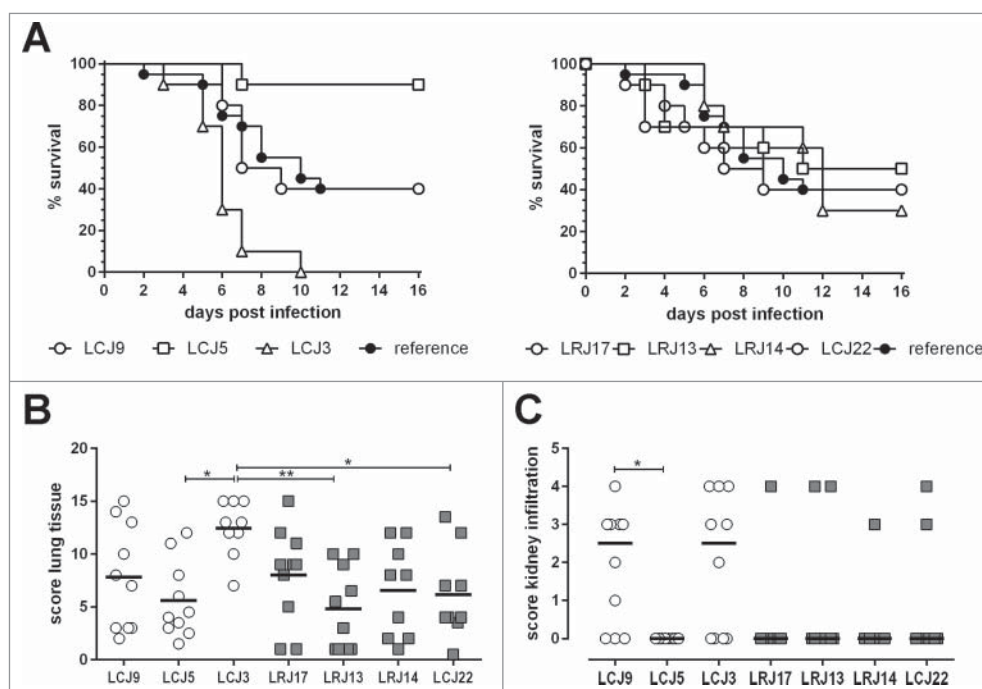 A
% survival
100
80
60
40
20
0
0 2 4 6 8 10 12 14 16
days post infection
LCJ9 LCJ5 LCJ3 reference
% survival
100
80
60
40
20
0
0 2 4 6 8 10 12 14 16
days post infection
LRJ17 LRJ13 LRJ14 LCJ22 reference
B
score lung tissue
20
15
10
5
0
* ** *
LCJ9 LCJ5 LCJ3 LRJ17 LRJ13 LRJ14 LCJ22
C
score kidney infiltration
5
4
3
2
1
0
*
LCJ9 LCJ5 LCJ3 LRJ17 LRJ13 LRJ14 LCJ22